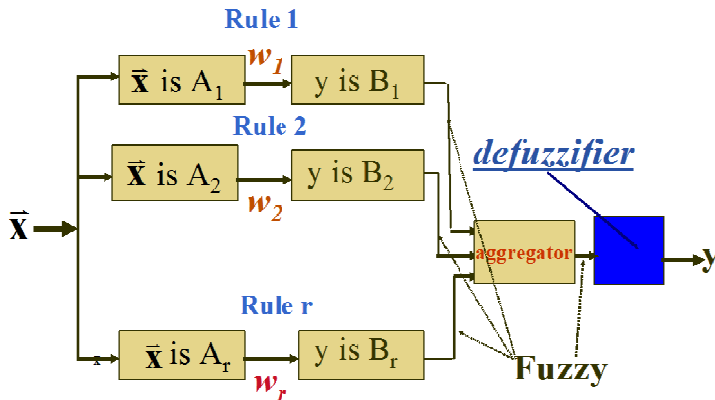 Rule 1
x⃗ is A₁
w₁
y is B₁
Rule 2
x⃗ is A₂
w₂
y is B₂
defuzzifier
x⃗
aggregator
y
Rule r
x⃗ is Aᵣ
wᵣ
y is Bᵣ
Fuzzy